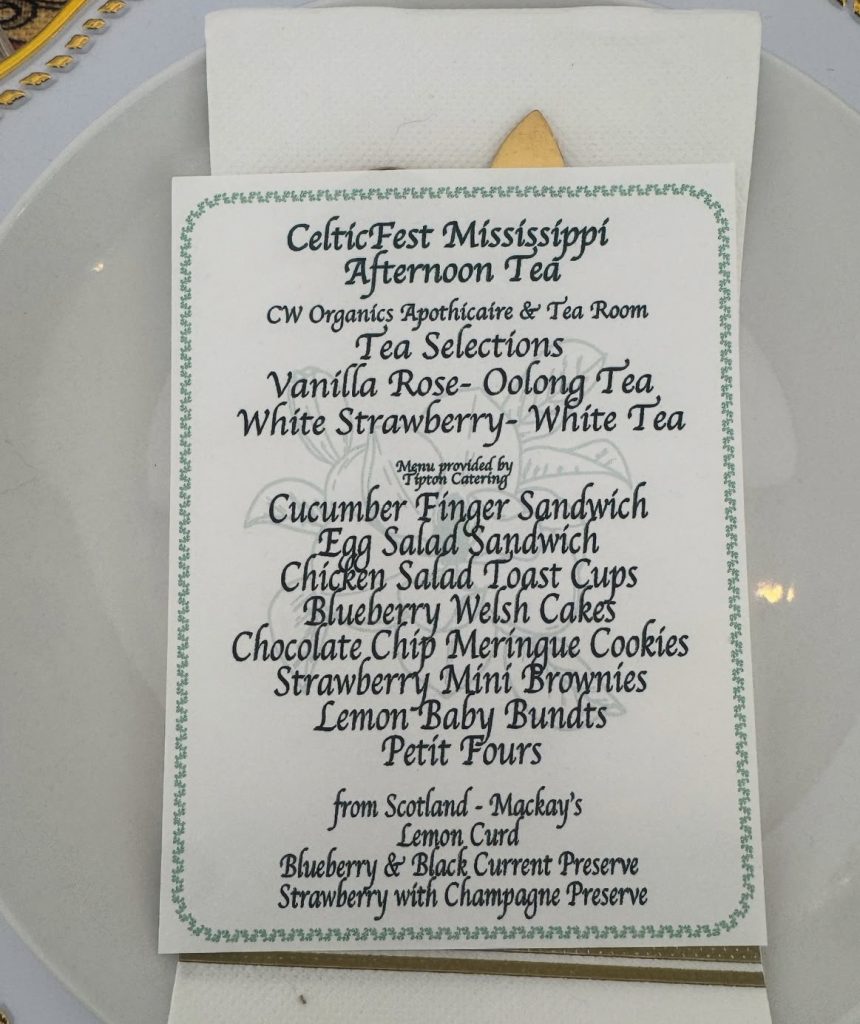 CelticFest Mississippi
Afternoon Tea
CW Organics Apothicaire & Tea Room
Tea Selections
Vanilla Rose- Oolong Tea
White Strawberry- White Tea
Menu provided by
Tipton Catering
Cucumber Finger Sandwich
Egg Salad Sandwich
Chicken Salad Toast Cups
Blueberry Welsh Cakes
Chocolate Chip Meringue Cookies
Strawberry Mini Brownies
Lemon Baby Bundts
Petit Fours
from Scotland - Mackay's
Lemon Curd
Blueberry & Black Current Preserve
Strawberry with Champagne Preserve